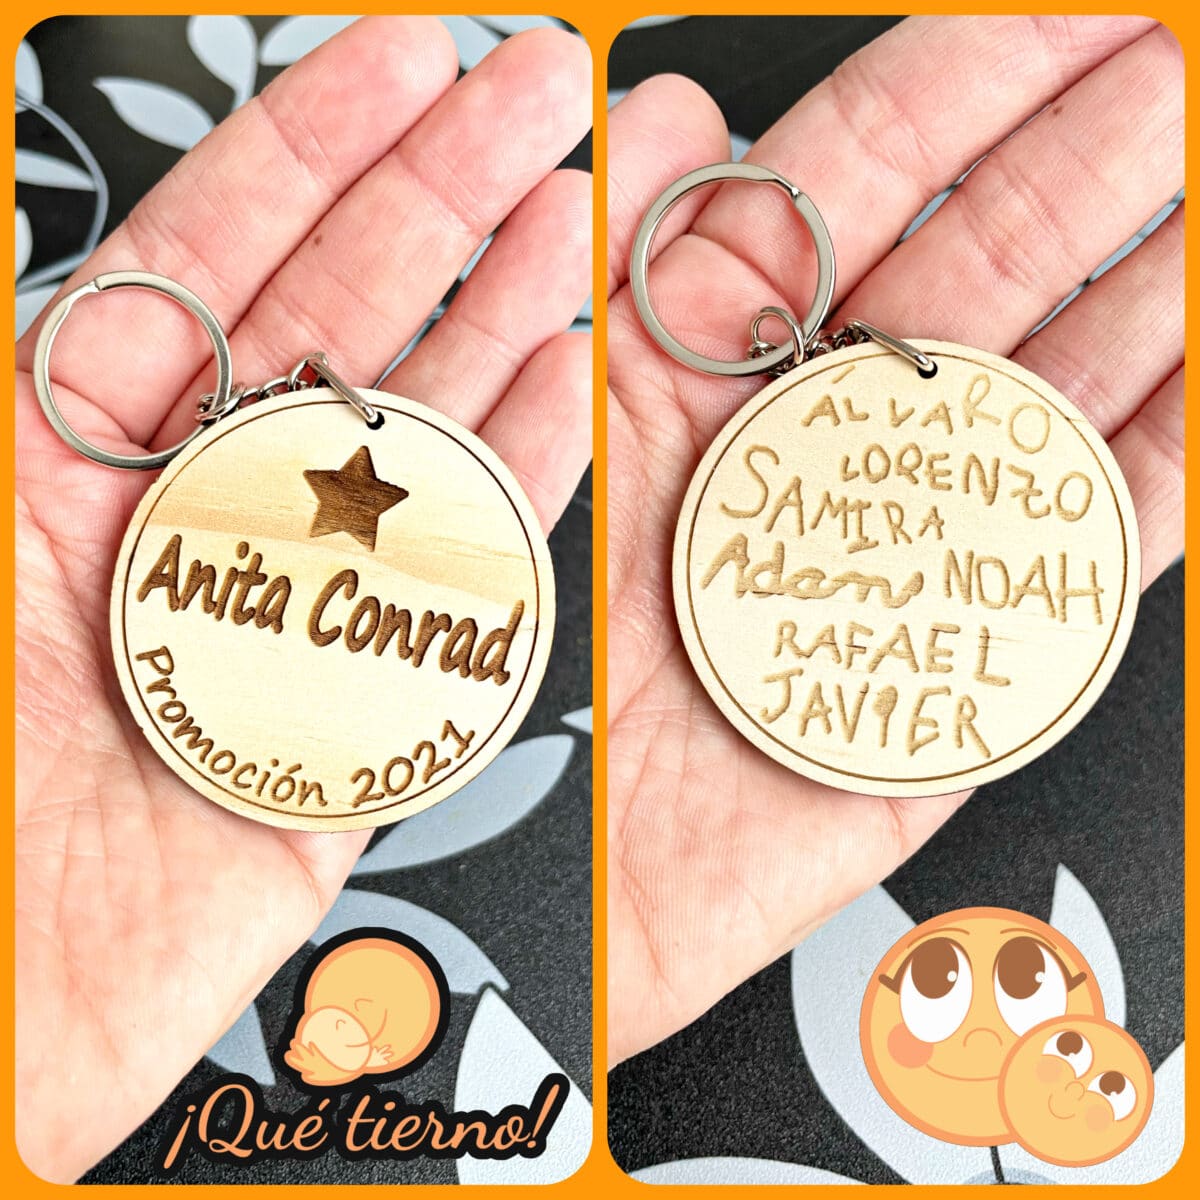 Anita Conrad
Promoción 2021
¡Qué tierno!
ÁLVARO
LORENZO
SAMIRA
Adam NOAH
RAFAEL
JAVIER